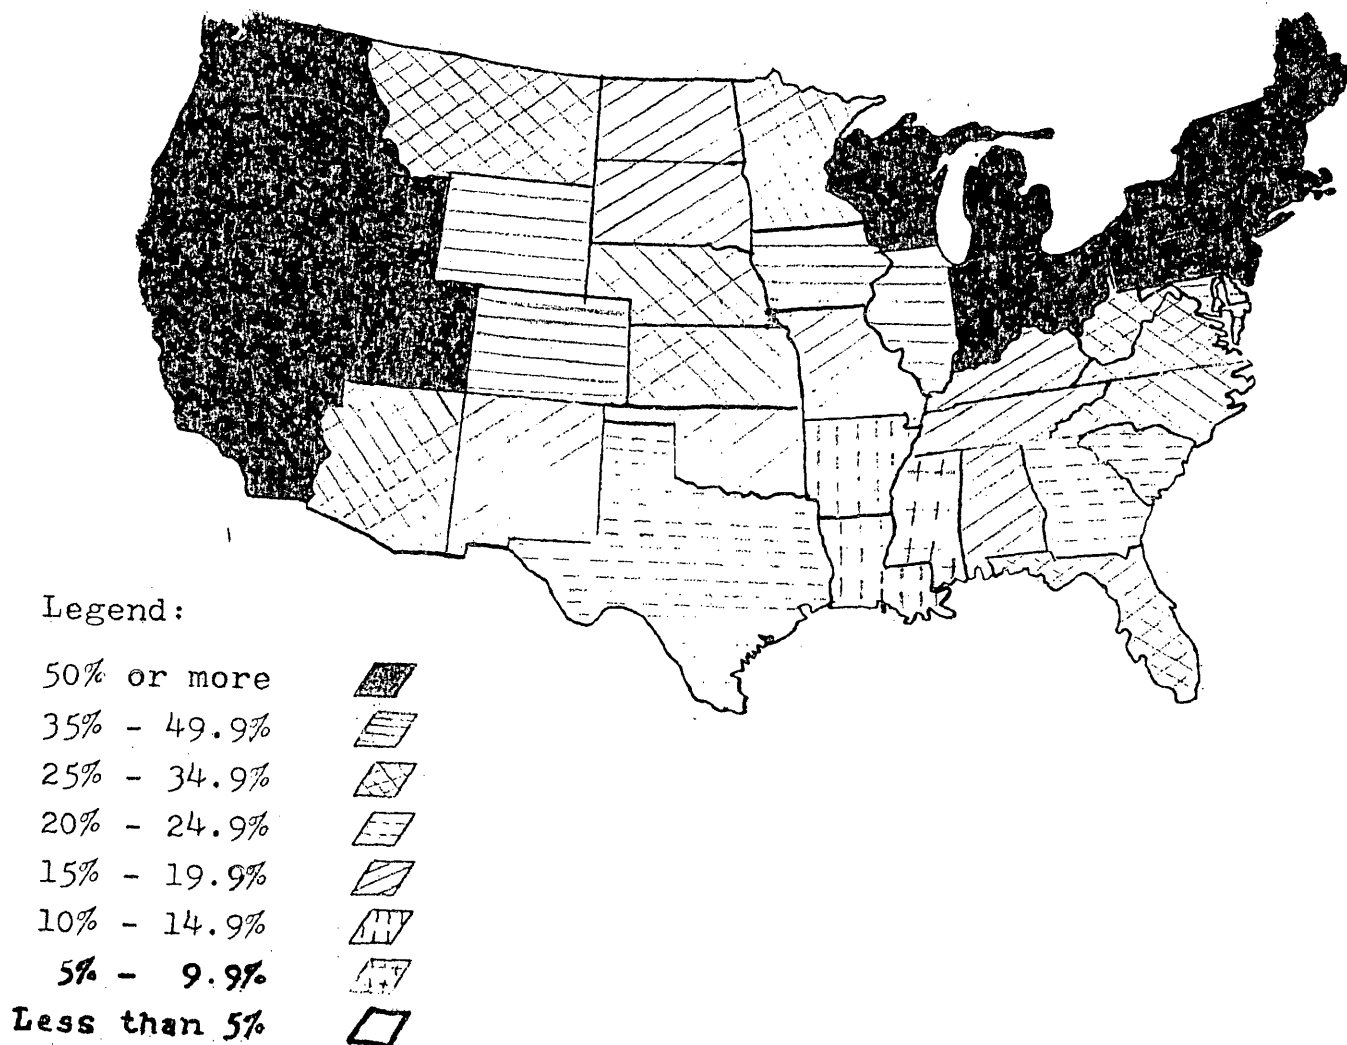 Legend:
50% or more
35% - 49.9%
25% - 34.9%
20% - 24.9%
15% - 19.9%
10% - 14.9%
5% - 9.9%
Less than 5%